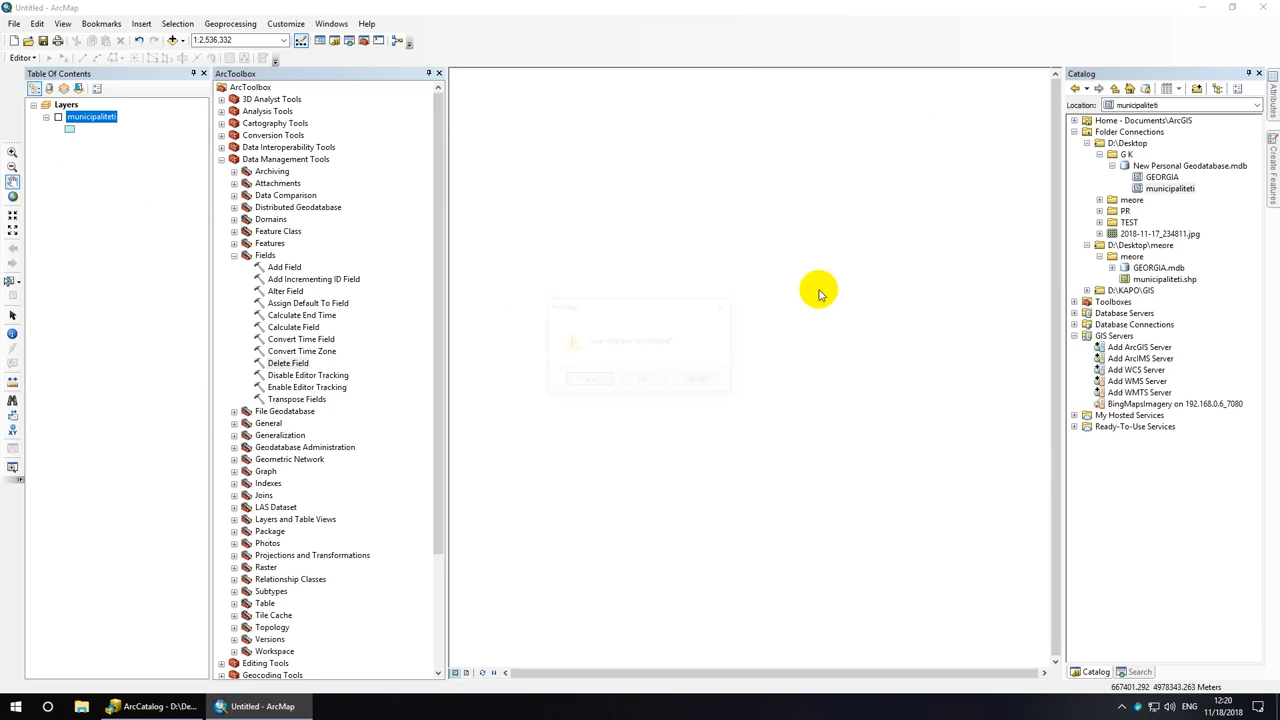 Untitled - ArcMap
File Edit View Bookmarks Insert Selection Geoprocessing Customize Windows Help
1:2,536,332
Editor
Table Of Contents
Layers
municipaliteti
ArcToolbox
ArcToolbox
3D Analyst Tools
Analysis Tools
Cartography Tools
Conversion Tools
Data Interoperability Tools
Data Management Tools
Archiving
Attachments
Data Comparison
Distributed Geodatabase
Domains
Feature Class
Features
Fields
Add Field
Add Incrementing ID Field
Alter Field
Assign Default To Field
Calculate End Time
Calculate Field
Convert Time Field
Convert Time Zone
Delete Field
Disable Editor Tracking
Enable Editor Tracking
Transpose Fields
File Geodatabase
General
Generalization
Geodatabase Administration
Geometric Network
Graph
Indexes
Joins
LAS Dataset
Layers and Table Views
Package
Photos
Projections and Transformations
Raster
Relationship Classes
Subtypes
Table
Tile Cache
Topology
Versions
Workspace
Editing Tools
Geocoding Tools
ArcMap
Save changes to Untitled?
Catalog
Location: municipaliteti
Home - Documents\ArcGIS
Folder Connections
D:\Desktop
G K
New Personal Geodatabase.mdb
GEORGIA
municipaliteti
meore
PR
TEST
2018-11-17_234811.jpg
D:\Desktop\meore
meore
GEORGIA.mdb
municipaliteti.shp
D:\KAPO\GIS
Toolboxes
Database Servers
Database Connections
GIS Servers
Add ArcGIS Server
Add ArcIMS Server
Add WCS Server
Add WMS Server
Add WMTS Server
BingMapsImagery on 192.168.0.6_7080
My Hosted Services
Ready-To-Use Services
Catalog Search
Attributes
Create Features
667401.292 4978343.263 Meters
ArcCatalog - D:\De...
Untitled - ArcMap
ENG
12:20
11/18/2018